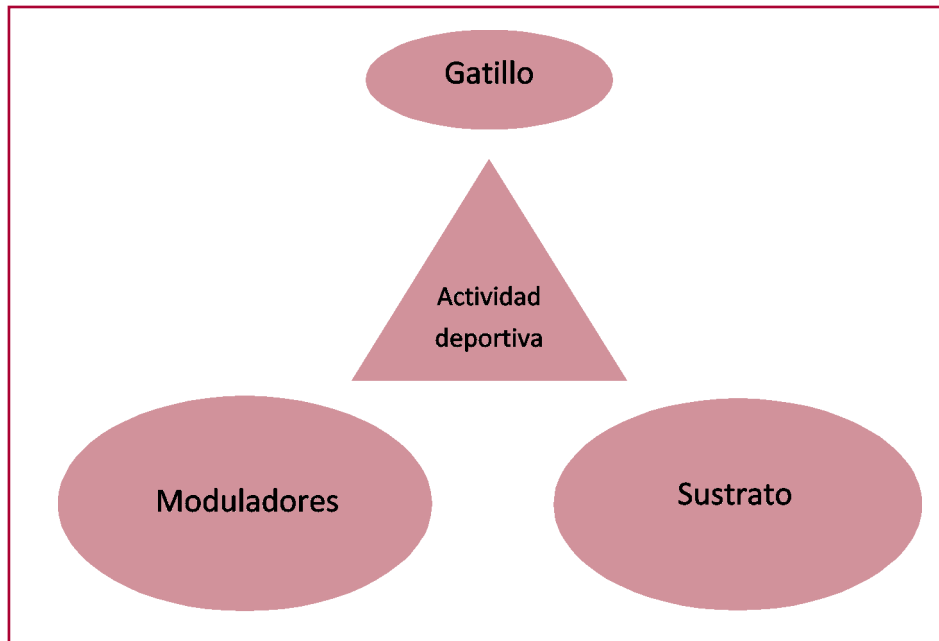 Gatillo
Actividad
deportiva
Moduladores
Sustrato